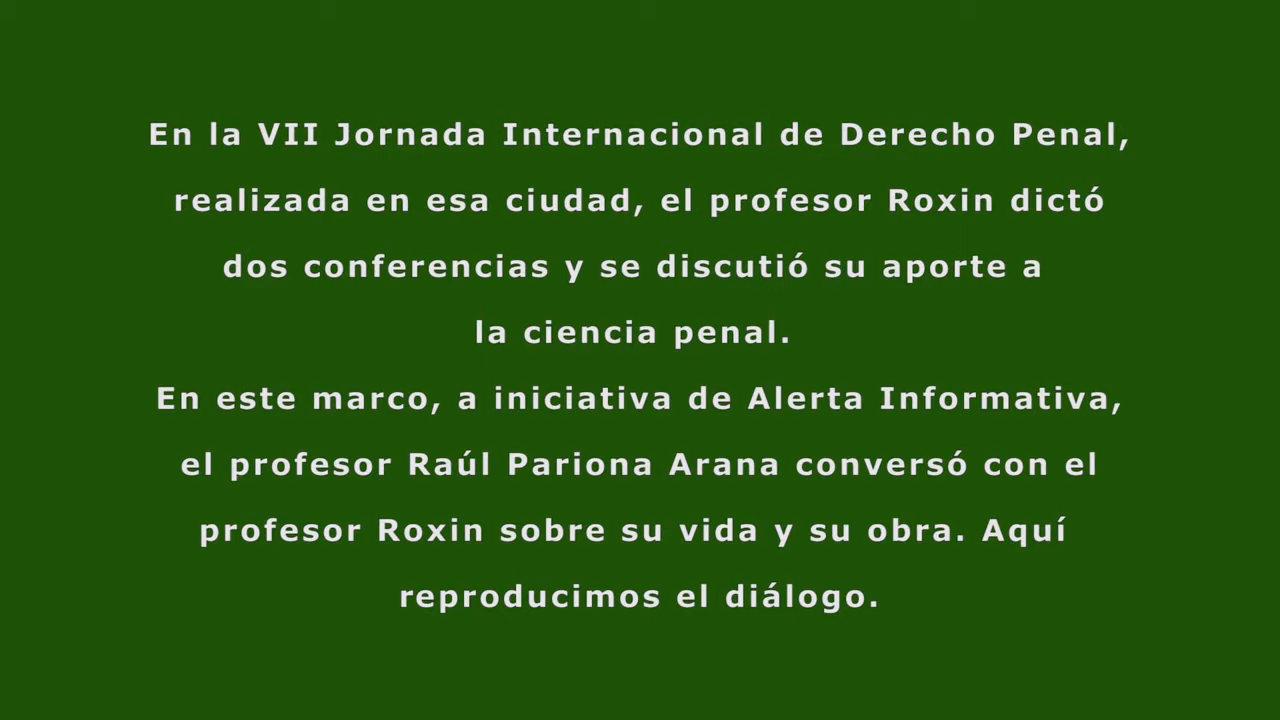 En la VII Jornada Internacional de Derecho Penal,
realizada en esa ciudad, el profesor Roxin dictó
dos conferencias y se discutió su aporte a
la ciencia penal.
En este marco, a iniciativa de Alerta Informativa,
el profesor Raúl Pariona Arana conversó con el
profesor Roxin sobre su vida y su obra. Aquí
reproducimos el diálogo.